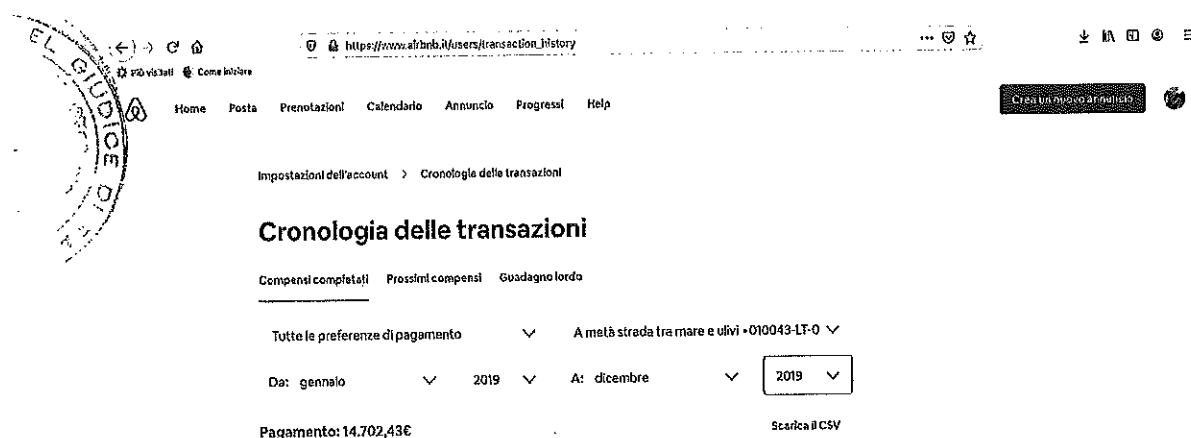 EL GIUDICE DI
https://www.airbnb.it/users/transaction_history
Più visitati Come iniziare
Home Posta Prenotazioni Calendario Annuncio Progressi Help
Crea un nuovo annuncio
Impostazioni dell'account > Cronologia delle transazioni
Cronologia delle transazioni
Compensi completati Prossimi compensi Guadagno lordo
Tutte le preferenze di pagamento
A metà strada tra mare e ulivi • 010043-LT-0
Da: gennaio 2019 A: dicembre 2019
Pagamento: 14.702,43€
Scarica il CSV